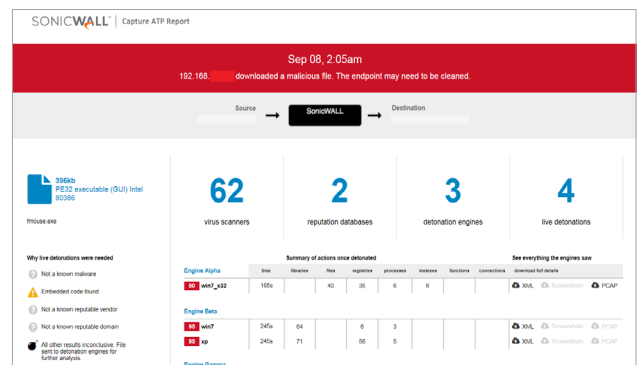 SONICWALL Capture ATP Report
Sep 08, 2:05am
192.168. downloaded a malicious file. The endpoint may need to be cleaned.
Source
SonicWALL
Destination
396kb
PE32 executable (GUI) Intel
80386
fmouse.exe
62
virus scanners
2
reputation databases
3
detonation engines
4
live detonations
Why live detonations were needed
Not a known malware
Embedded code found
Not a known reputable vendor
Not a known reputable domain
All other results inconclusive. File
sent to detonation engines for
further analysis.
Summary of actions once detonated
See everything the engines saw
Engine Alpha time libraries files registries processes mutexes functions connections download full details
90 win7_x32 185s 40 35 6 6 XML Screenshots PCAP
Engine Beta
95 win7 245s 64 6 3 XML Screenshots PCAP
95 xp 245s 71 56 5 XML Screenshots PCAP
Engine Gamma